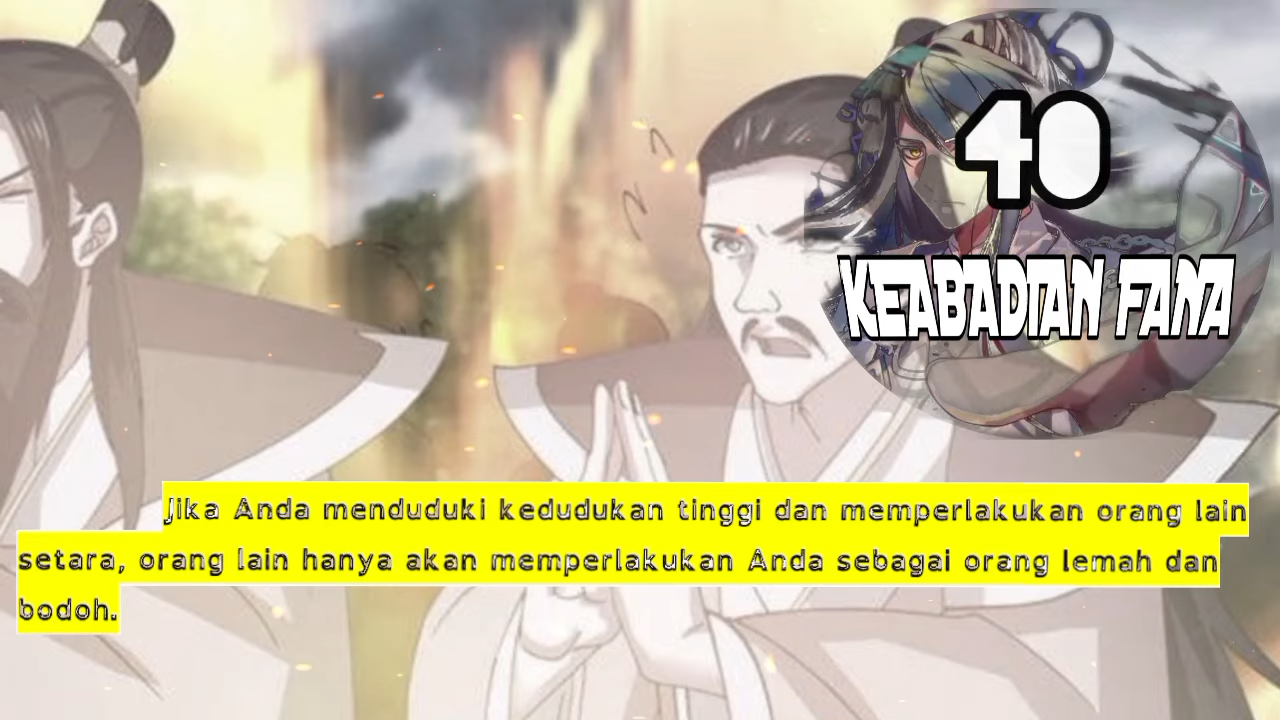 40
KEABADIAN FANA
Jika Anda menduduki kedudukan tinggi dan memperlakukan orang lain
setara, orang lain hanya akan memperlakukan Anda sebagai orang lemah dan
bodoh.